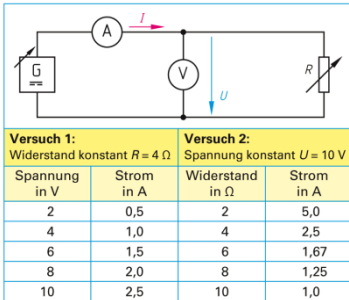 I
A
G
V
R
U
Versuch 1:
Widerstand konstant R = 4 Ω
Versuch 2:
Spannung konstant U = 10 V
Spannung in V | Strom in A | Widerstand in Ω | Strom in A
2 | 0,5 | 2 | 5,0
4 | 1,0 | 4 | 2,5
6 | 1,5 | 6 | 1,67
8 | 2,0 | 8 | 1,25
10 | 2,5 | 10 | 1,0